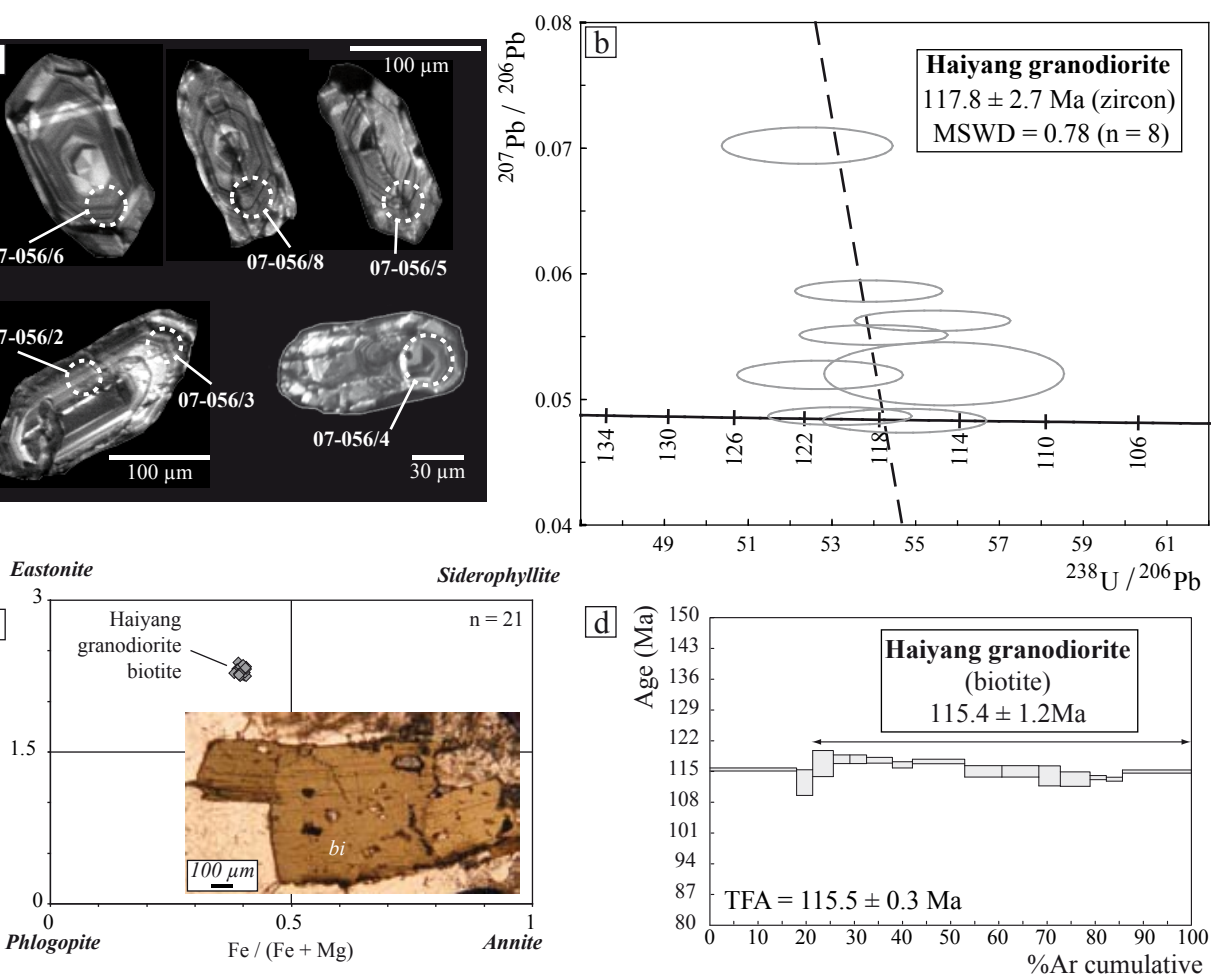 100 µm
7-056/6
07-056/8
07-056/5
7-056/2
07-056/3
07-056/4
100 µm
30 µm
b
Haiyang granodiorite
117.8 ± 2.7 Ma (zircon)
MSWD = 0.78 (n = 8)
207Pb / 206Pb
0.08
0.07
0.06
0.05
0.04
134
130
126
122
118
114
110
106
49
51
53
55
57
59
61
238U / 206Pb
Eastonite
Siderophyllite
3
1.5
0
Haiyang
granodiorite
biotite
n = 21
bi
100 µm
0
0.5
1
Phlogopite
Fe / (Fe + Mg)
Annite
d
Age (Ma)
150
143
136
129
122
115
108
101
94
87
80
Haiyang granodiorite
(biotite)
115.4 ± 1.2Ma
TFA = 115.5 ± 0.3 Ma
0 10 20 30 40 50 60 70 80 90 100
%Ar cumulative